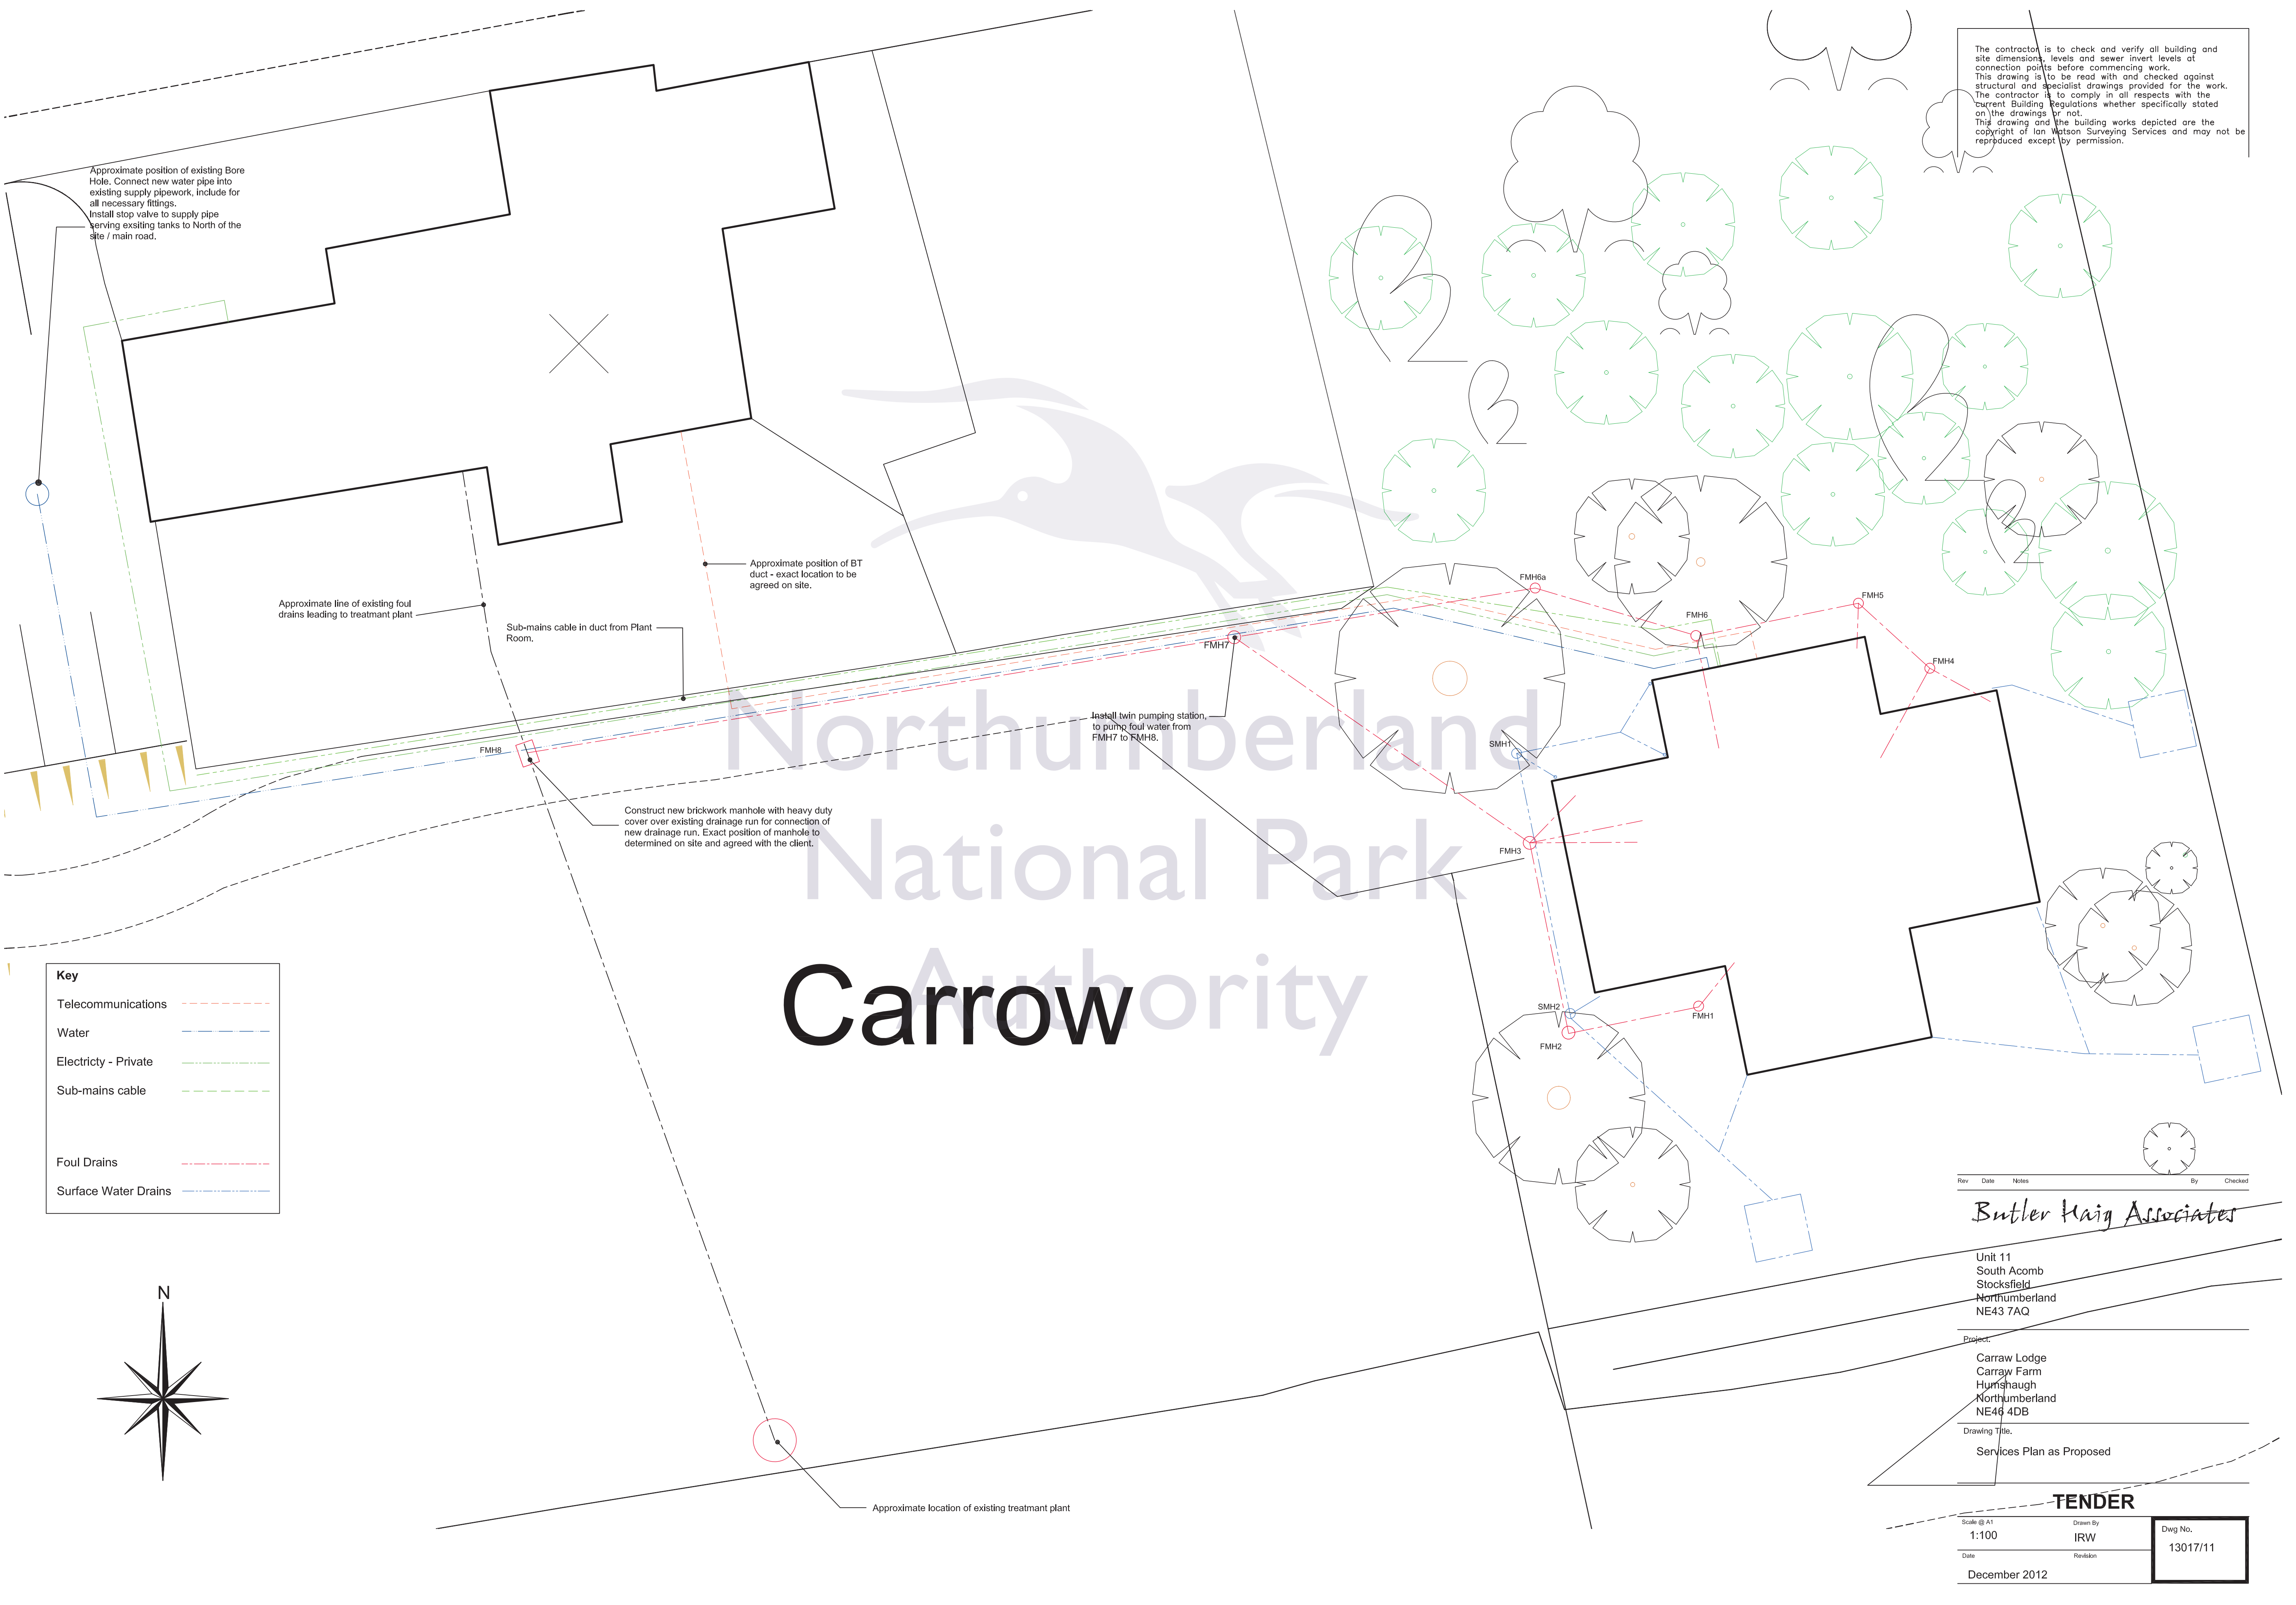 The contractor is to check and verify all building and
site dimensions, levels and sewer invert levels at
connection points before commencing work.
This drawing is to be read with and checked against
structural and specialist drawings provided for the work.
The contractor is to comply in all respects with the
current Building Regulations whether specifically stated
on the drawings or not.
This drawing and the building works depicted are the
copyright of Ian Watson Surveying Services and may not be
reproduced except by permission.
Approximate position of existing Bore
Hole. Connect new water pipe into
existing supply pipework, include for
all necessary fittings.
Install stop valve to supply pipe
serving exsiting tanks to North of the
site / main road.
Approximate position of BT
duct - exact location to be
agreed on site.
Approximate line of existing foul
drains leading to treatmant plant
Sub-mains cable in duct from Plant
Room.
FMH6a
FMH6
FMH5
FMH7
FMH4
Install twin pumping station,
to pump foul water from
FMH7 to FMH8.
FMH8
SMH1
Construct new brickwork manhole with heavy duty
cover over existing drainage run for connection of
new drainage run. Exact position of manhole to
determined on site and agreed with the client.
FMH3
SMH2
FMH1
FMH2
Northumberland
National Park
Authority
Carrow
Key
Telecommunications
Water
Electricty - Private
Sub-mains cable
Foul Drains
Surface Water Drains
N
Approximate location of existing treatmant plant
Rev Date Notes By Checked
Butler Haig Associates
Unit 11
South Acomb
Stocksfield
Northumberland
NE43 7AQ
Project.
Carraw Lodge
Carraw Farm
Humshaugh
Northumberland
NE46 4DB
Drawing Title.
Services Plan as Proposed
TENDER
Scale @ A1
1:100
Drawn By
IRW
Date
December 2012
Revision
Dwg No.
13017/11